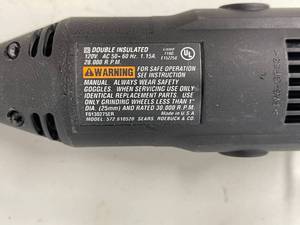 DOUBLE INSULATED
120V. AC 50-60 Hz. 1.15A.
28,000 R.P.M.
WARNING
FOR SAFE OPERATION
SEE INSTRUCTION
MANUAL. ALWAYS WEAR SAFETY
GOGGLES. WHEN SERVICING USE ONLY
IDENTICAL REPLACEMENT PARTS. USE
ONLY GRINDING WHEELS LESS THAN 1"
DIA. (25mm) AND RATED 30,000 R.P.M.
Made in U.S.A
MODEL: 572.610520 SEARS, ROEBUCK & CO.